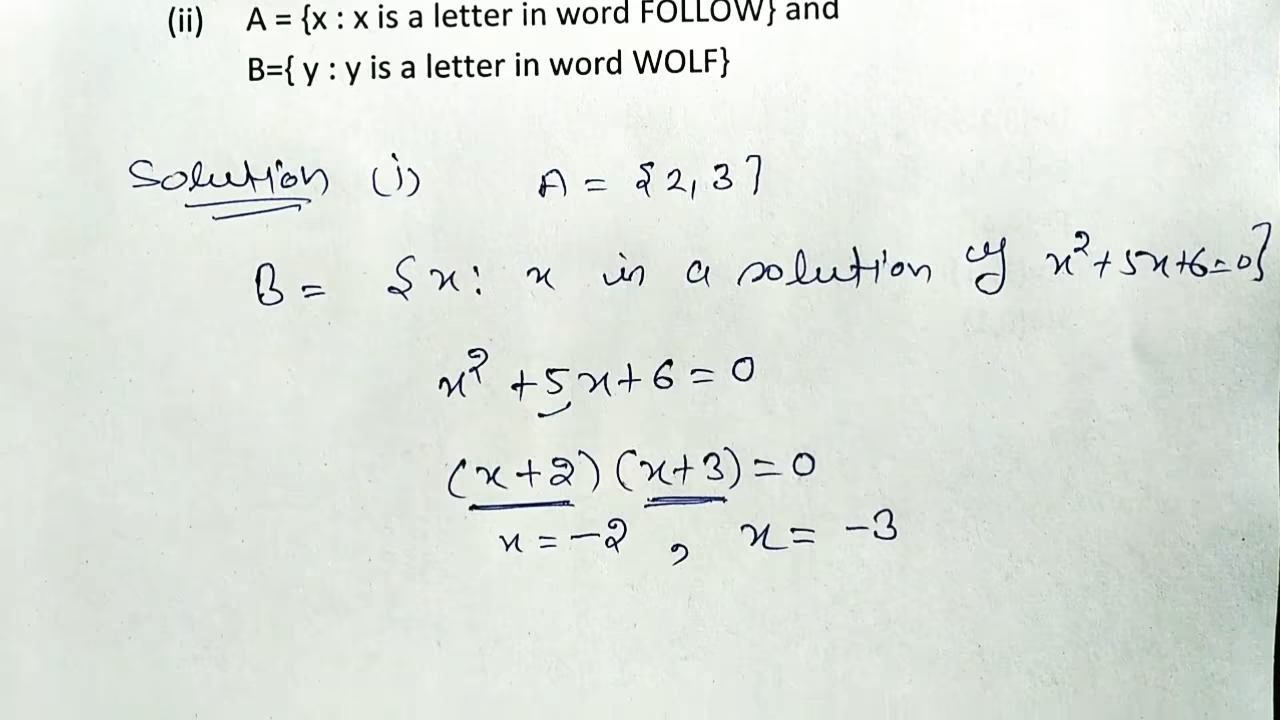 (ii) A = {x : x is a letter in word FOLLOW} and
B={ y : y is a letter in word WOLF}
Solution (i) A = {2,3}
B = {x: x is a solution of x²+5x+6=0}
x² +5x+6=0
(x+2)(x+3)=0
x=-2 , x= -3